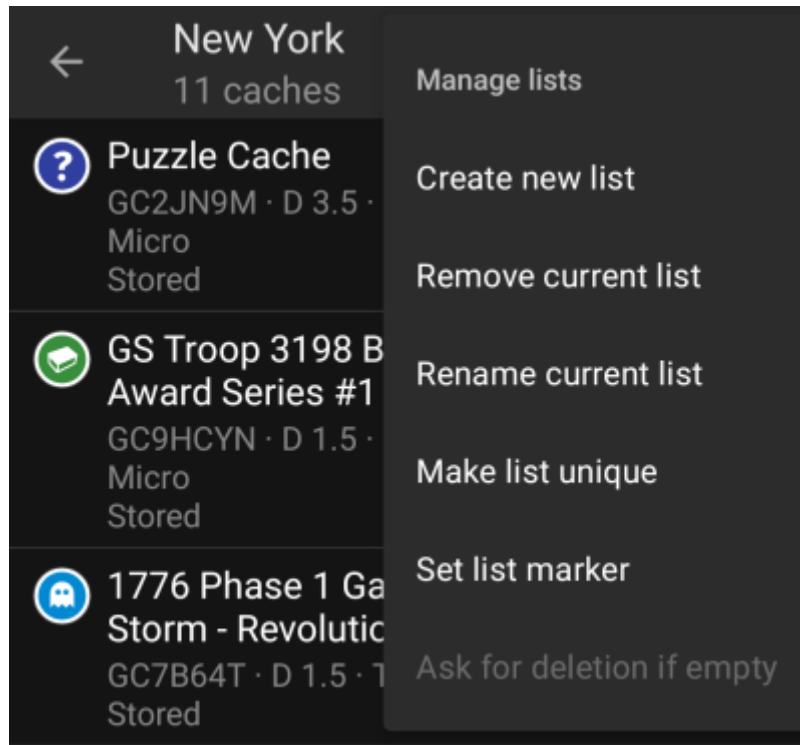 New York
11 caches
?
Puzzle Cache
GC2JN9M · D 3.5 ·
Micro
Stored
GS Troop 3198 B
Award Series #1
GC9HCYN · D 1.5 ·
Micro
Stored
1776 Phase 1 Ga
Storm - Revolutic
GC7B64T · D 1.5 · T
Stored
Manage lists
Create new list
Remove current list
Rename current list
Make list unique
Set list marker
Ask for deletion if empty